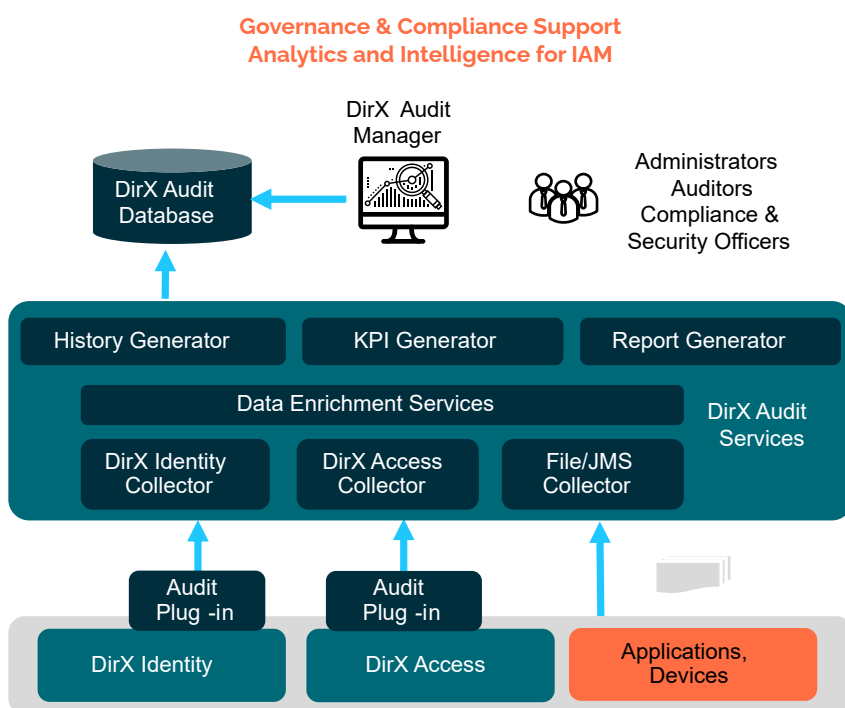 Governance & Compliance Support
Analytics and Intelligence for IAM
DirX Audit
Manager
DirX Audit
Database
Administrators
Auditors
Compliance &
Security Officers
History Generator
KPI Generator
Report Generator
Data Enrichment Services
DirX Audit
Services
DirX Identity
Collector
DirX Access
Collector
File/JMS
Collector
Audit
Plug -in
Audit
Plug -in
DirX Identity
DirX Access
Applications,
Devices